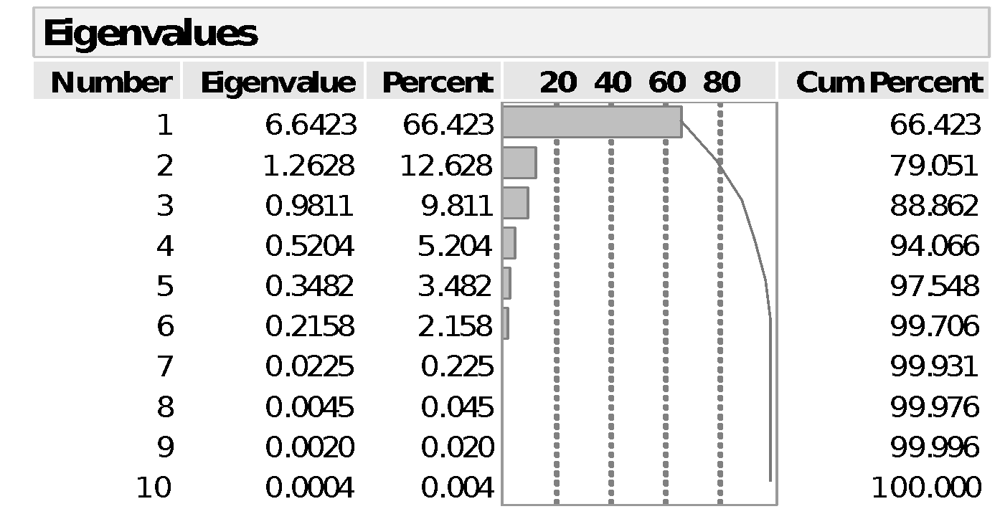 Eigenvalues
Number Eigenvalue Percent 20 40 60 80 Cum Percent
1 6.6423 66.423 66.423
2 1.2628 12.628 79.051
3 0.9811 9.811 88.862
4 0.5204 5.204 94.066
5 0.3482 3.482 97.548
6 0.2158 2.158 99.706
7 0.0225 0.225 99.931
8 0.0045 0.045 99.976
9 0.0020 0.020 99.996
10 0.0004 0.004 100.000